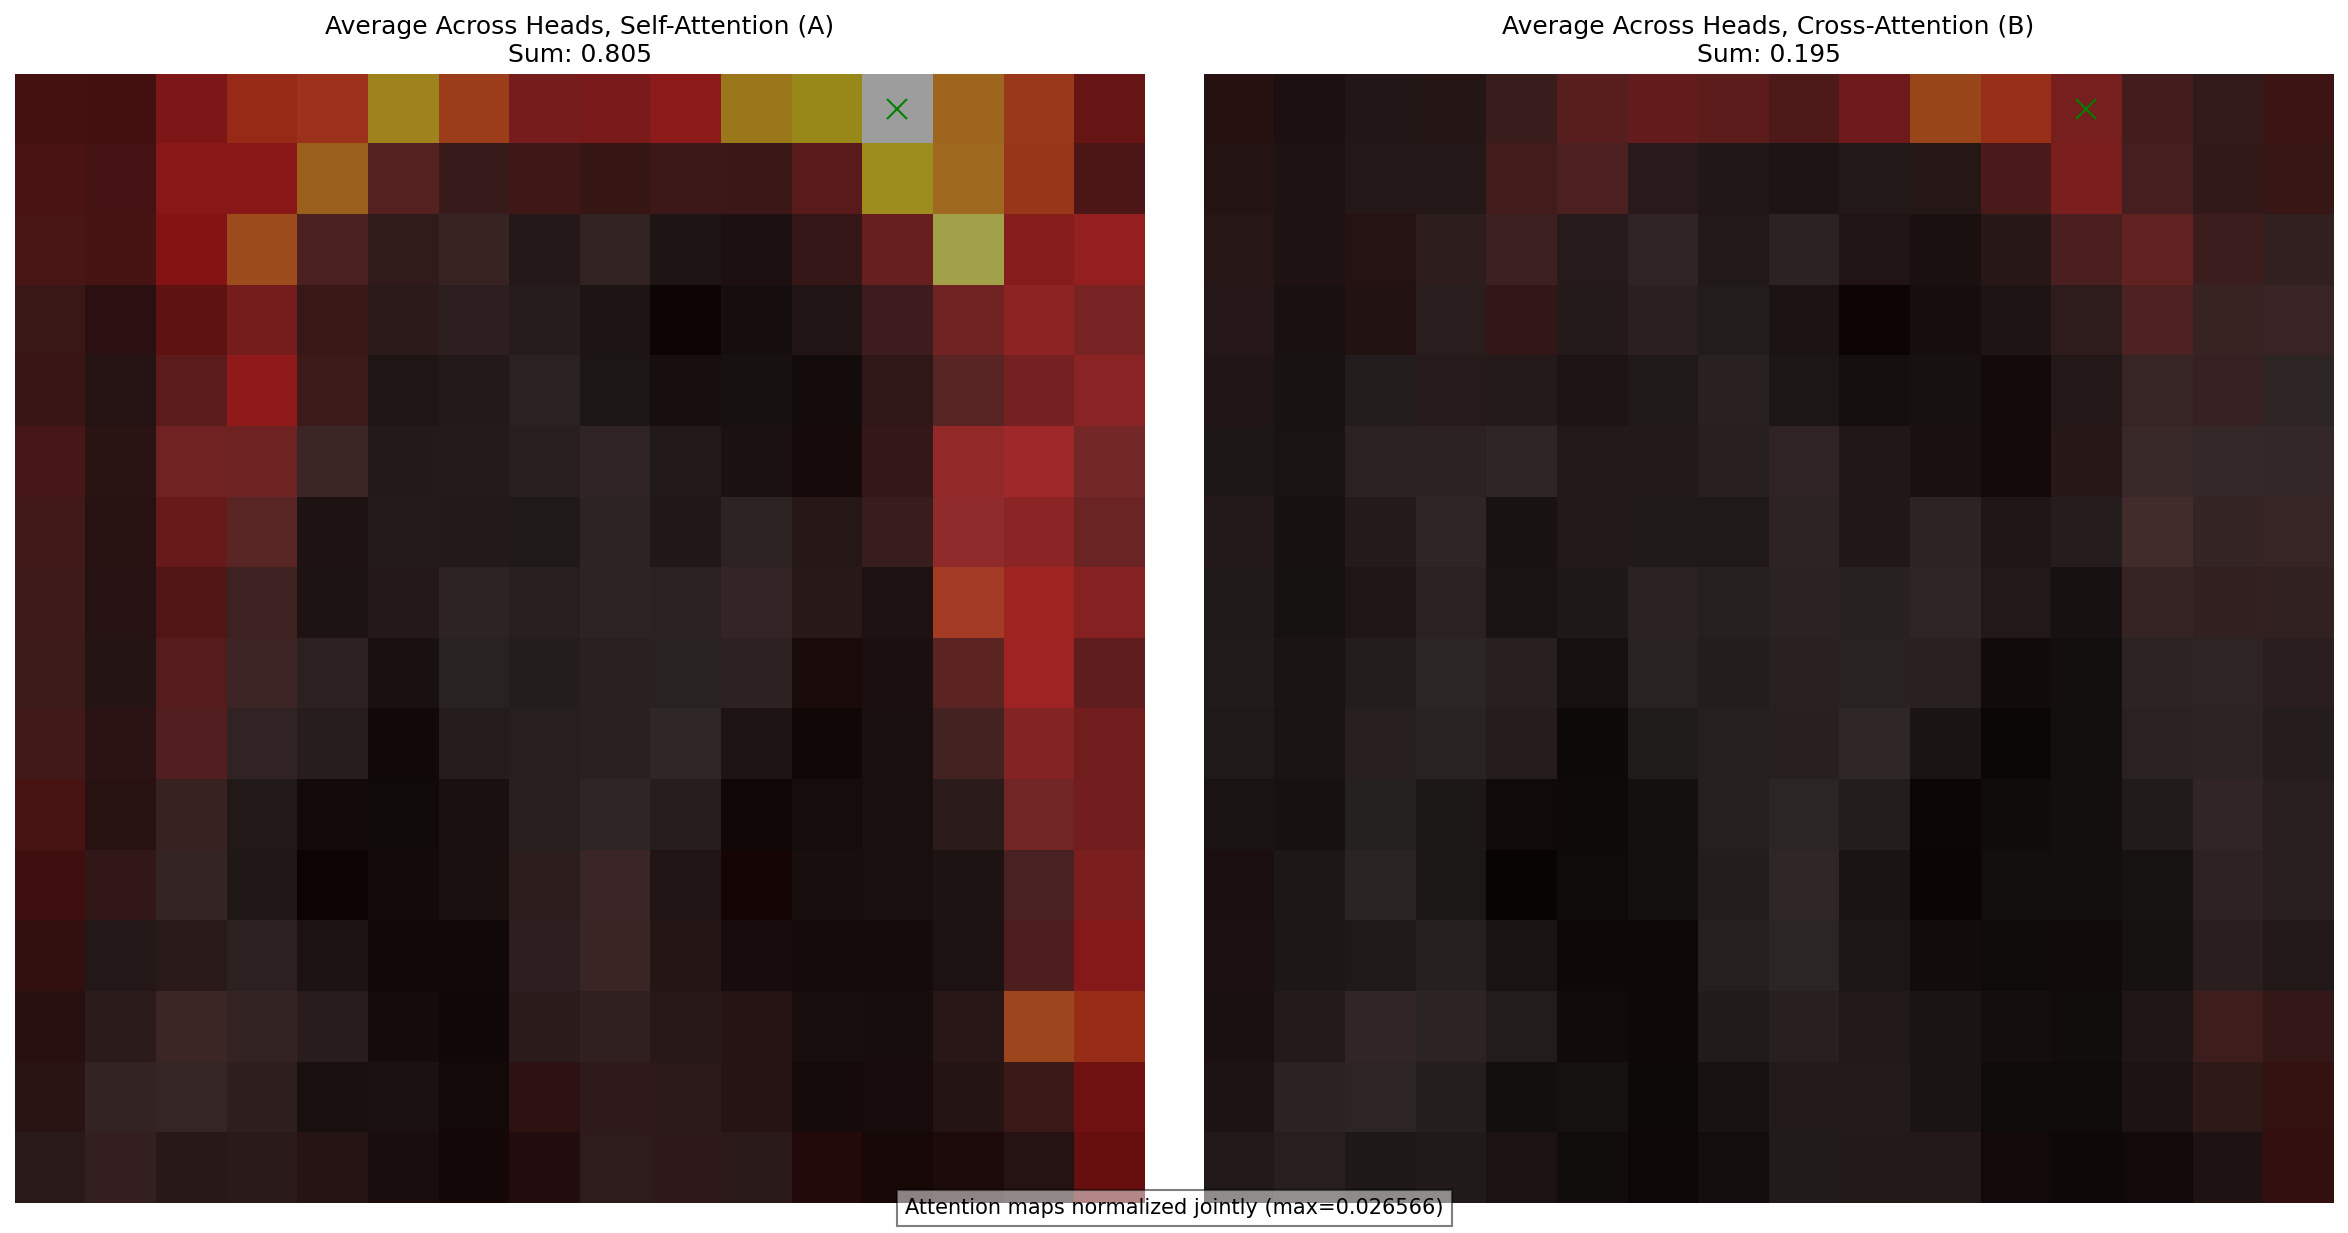 Average Across Heads, Self-Attention (A)
Sum: 0.805
Average Across Heads, Cross-Attention (B)
Sum: 0.195
Attention maps normalized jointly (max=0.026566)